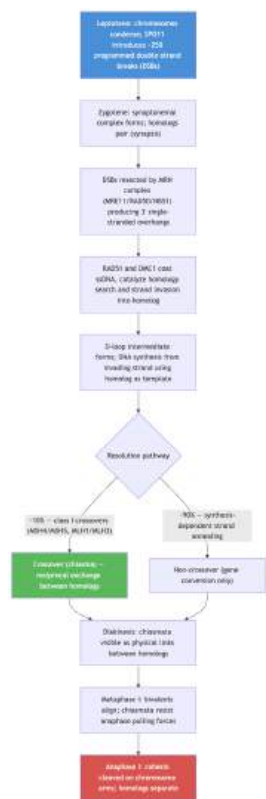 Leptotene: chromosomes
condense; SPO11
introduces ~250
programmed double-strand
breaks (DSBs)
Zygotene: synaptonemal
complex forms; homologs
pair (synapsis)
DSBs resected by MRN
complex
(MRE11/RAD50/NBS1)
producing 3' single-
stranded overhangs
RAD51 and DMC1 coat
ssDNA, catalyze homology
search and strand invasion
into homolog
D-loop intermediate
forms; DNA synthesis from
invading strand using
homolog as template
Resolution pathway
~10% — class I crossovers
(MSH4/MSH5, MLH1/MLH3)
~90% — synthesis-
dependent strand
annealing
Crossover (chiasma) —
reciprocal exchange
between homologs
Non-crossover (gene
conversion only)
Diakinesis: chiasmata
visible as physical links
between homologs
Metaphase I: bivalents
align; chiasmata resist
anaphase pulling forces
Anaphase I: cohesin
cleaved on chromosome
arms; homologs separate